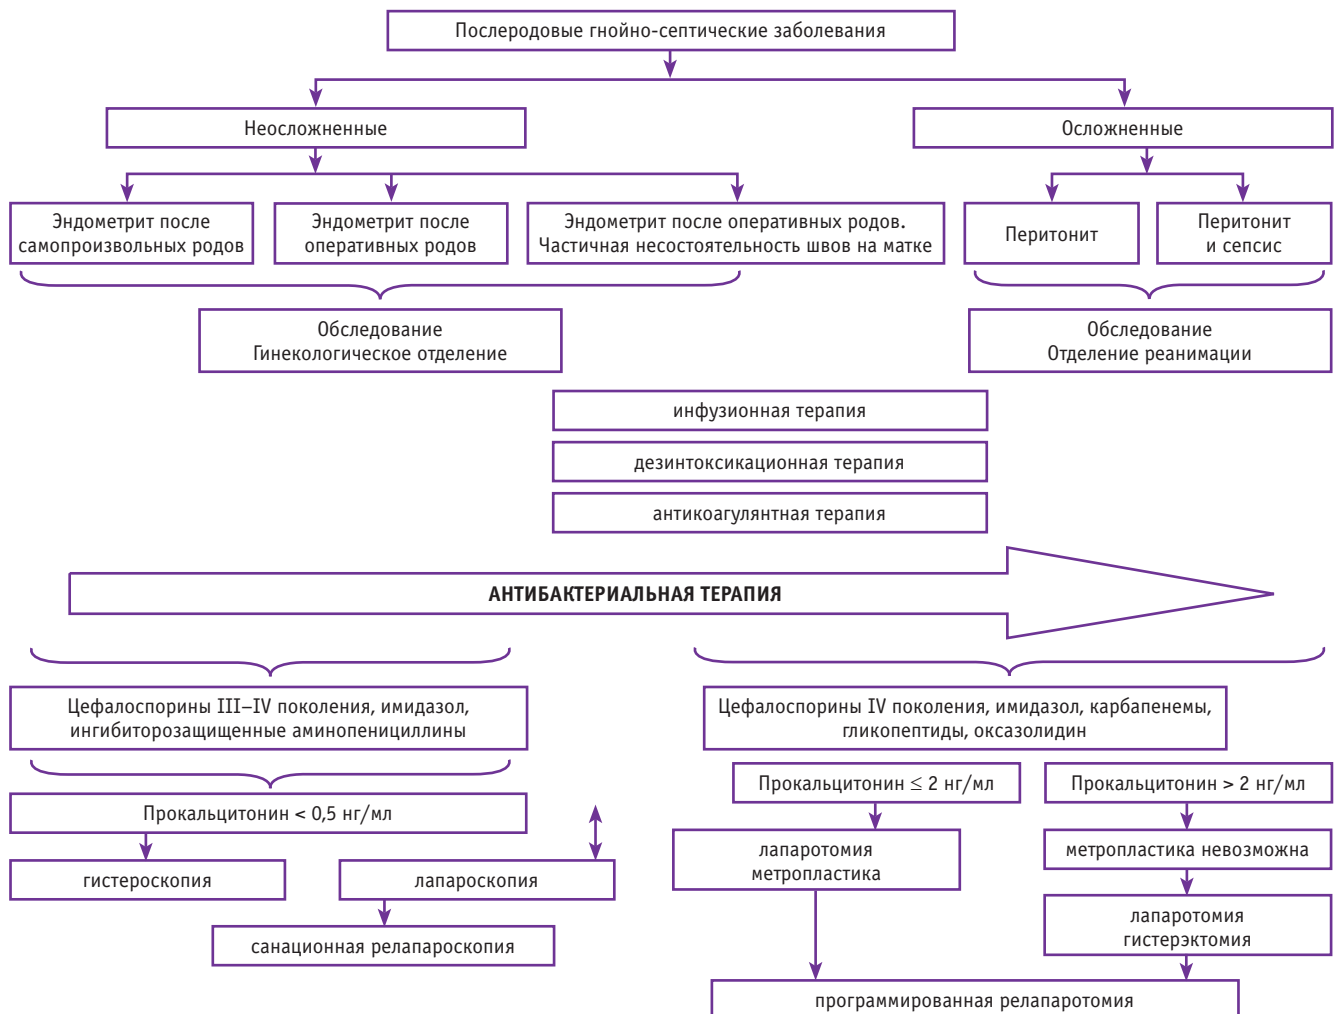 Послеродовые гнойно-септические заболевания
Неосложненные
Осложненные
Эндометрит после
самопроизвольных родов
Эндометрит после
оперативных родов
Эндометрит после оперативных родов.
Частичная несостоятельность швов на матке
Перитонит
Перитонит
и сепсис
Обследование
Гинекологическое отделение
Обследование
Отделение реанимации
инфузионная терапия
дезинтоксикационная терапия
антикоагулянтная терапия
АНТИБАКТЕРИАЛЬНАЯ ТЕРАПИЯ
Цефалоспорины III–IV поколения, имидазол,
ингибиторозащищенные аминопенициллины
Цефалоспорины IV поколения, имидазол, карбапенемы,
гликопептиды, оксазолидин
Прокальцитонин < 0,5 нг/мл
Прокальцитонин ≤ 2 нг/мл
Прокальцитонин > 2 нг/мл
гистероскопия
лапароскопия
санационная релапароскопия
лапаротомия
метропластика
метропластика невозможна
лапаротомия
гистерэктомия
программированная релапаротомия